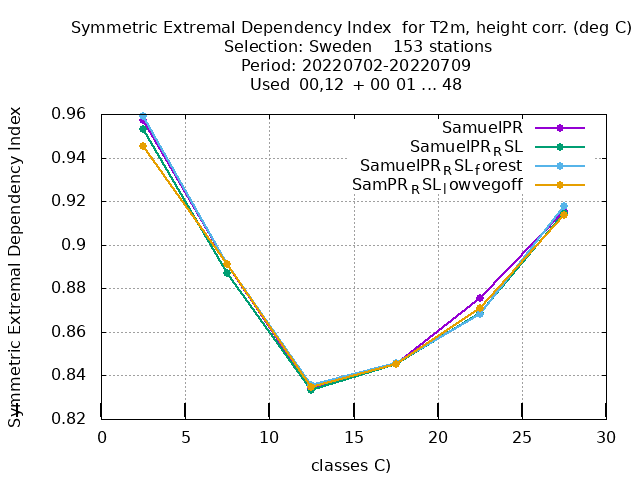 Symmetric Extremal Dependency Index  for T2m, height corr. (deg C)
Selection: Sweden    153 stations
Period: 20220702-20220709
Used  00,12  + 00 01 ... 48
Symmetric Extremal Dependency Index
0.96
0.94
0.92
0.9
0.88
0.86
0.84
0.82
SamuelPR
SamuelPR_RSL
SamuelPR_RSL_forest
SamPR_RSL_lowvegoff
0 5 10 15 20 25 30
classes C)